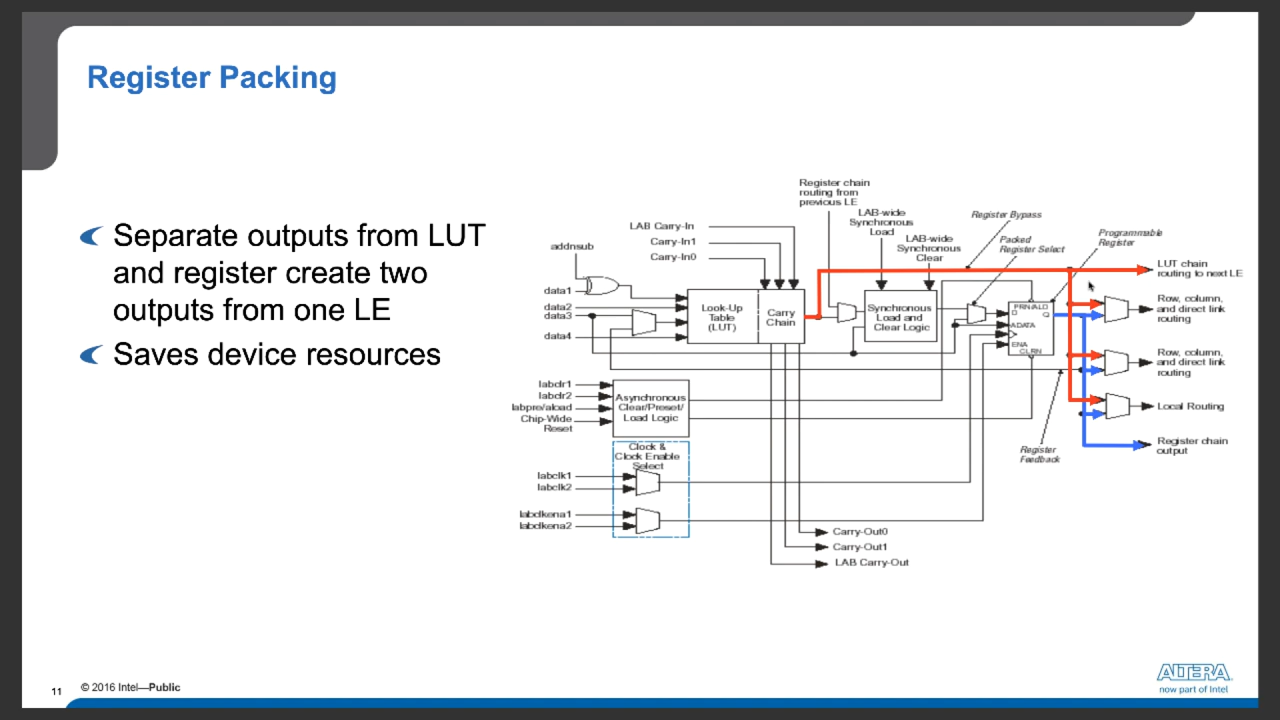 Register Packing
Separate outputs from LUT
and register create two
outputs from one LE
Saves device resources
Register chain
routing from
previous LE
LAB-wide
Synchronous
Load
LAB-wide
Synchronous
Clear
Register Bypass
Packed
Register Select
Programmable
Register
LAB Carry-In
Carry-In1
Carry-In0
addnsub
data1
data2
data3
data4
Look-Up
Table
(LUT)
Carry
Chain
Synchronous
Load and
Clear Logic
PRN/ALD
D
Q
ADATA
ENA
CLRN
LUT chain
routing to next LE
Row, column,
and direct link
routing
Row, column,
and direct link
routing
Local Routing
Register chain
output
Register
Feedback
labclr1
labclr2
labpre/aload
Chip-Wide
Reset
Asynchronous
Clear/Preset/
Load Logic
Clock &
Clock Enable
Select
labclk1
labclk2
labclkena1
labclkena2
Carry-Out0
Carry-Out1
LAB Carry-Out
11
© 2016 Intel—Public
ALTERA
now part of Intel